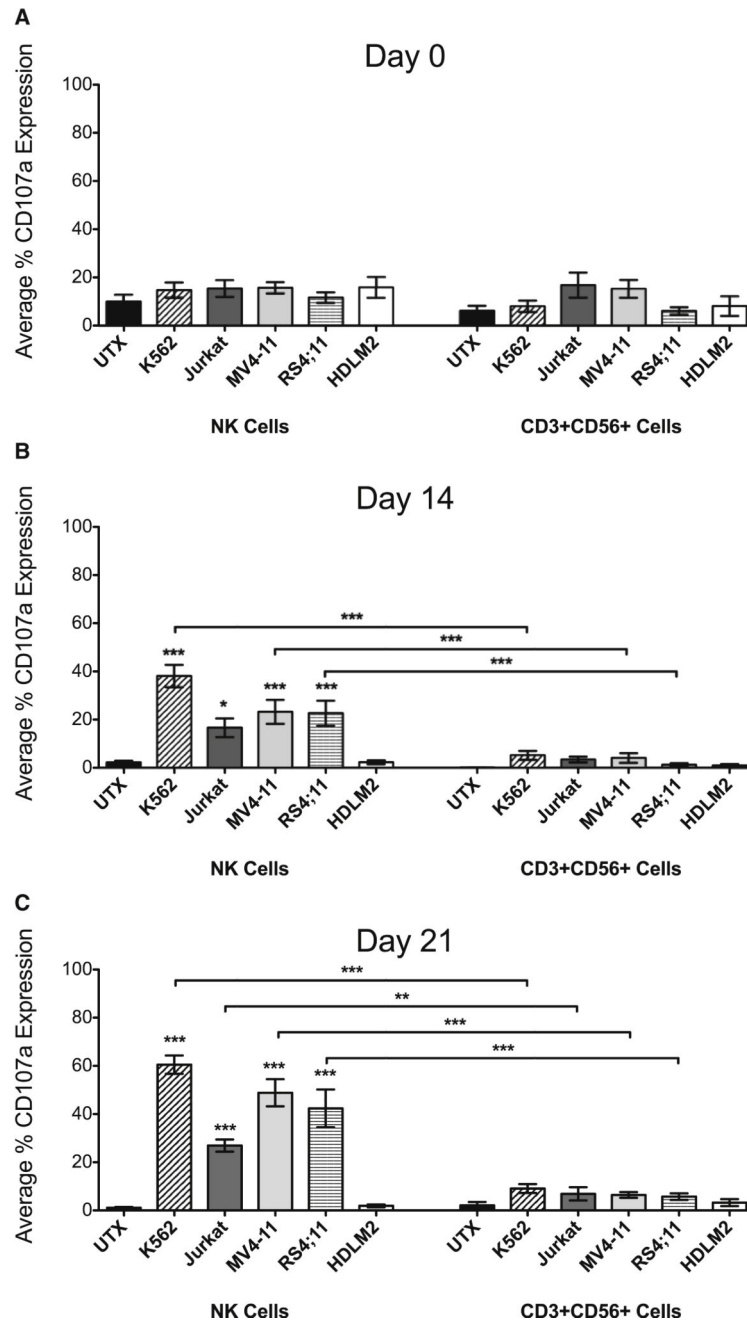 A
Day 0
Average % CD107a Expression
100
80
60
40
20
0
UTX K562 Jurkat MV4-11 RS4;11 HDLM2 UTX K562 Jurkat MV4-11 RS4;11 HDLM2
NK Cells CD3+CD56+ Cells
B
Day 14
Average % CD107a Expression
100
80
60
40
20
0
***
***
***
*** * *** ***
UTX K562 Jurkat MV4-11 RS4;11 HDLM2 UTX K562 Jurkat MV4-11 RS4;11 HDLM2
NK Cells CD3+CD56+ Cells
C
Day 21
Average % CD107a Expression
100
80
60
40
20
0
***
**
***
***
*** *** *** ***
UTX K562 Jurkat MV4-11 RS4;11 HDLM2 UTX K562 Jurkat MV4-11 RS4;11 HDLM2
NK Cells CD3+CD56+ Cells